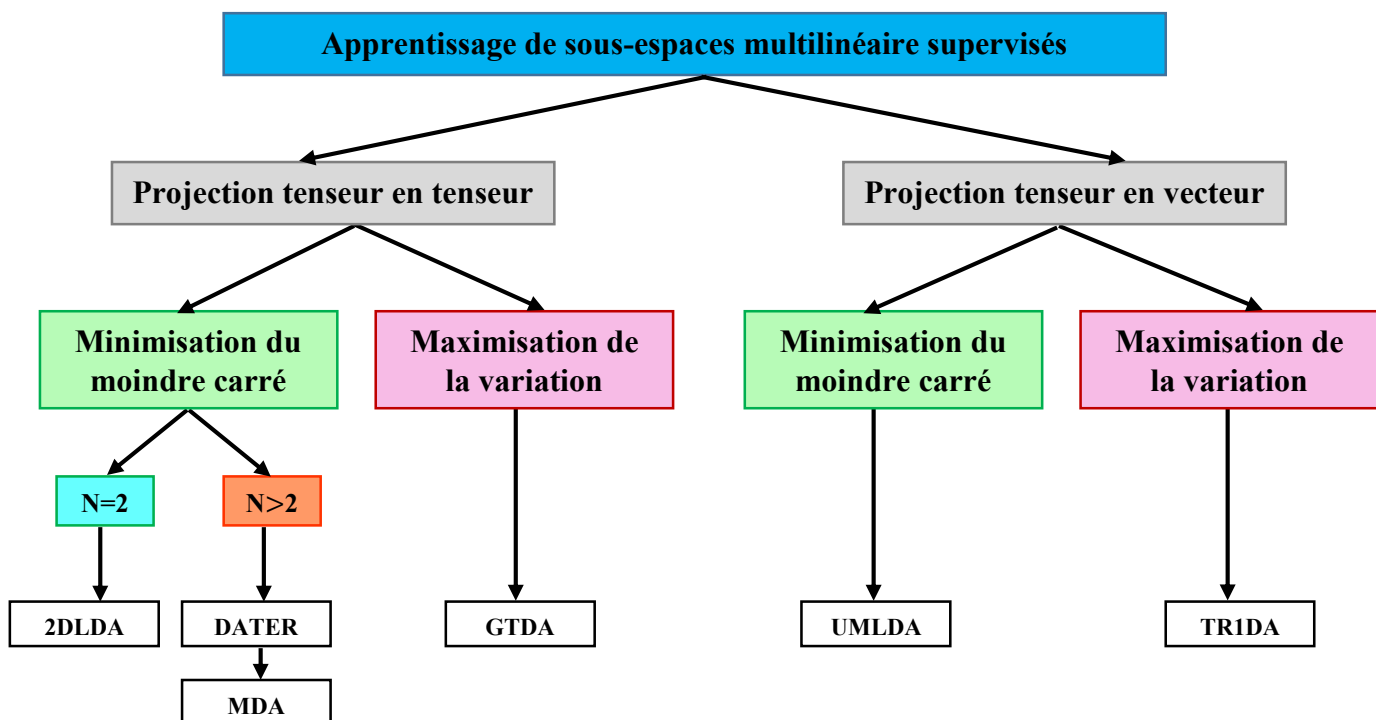 Apprentissage de sous-espaces multilinéaire supervisés
Projection tenseur en tenseur
Projection tenseur en vecteur
Minimisation du
moindre carré
Maximisation de
la variation
Minimisation du
moindre carré
Maximisation de
la variation
N=2
N>2
2DLDA
DATER
GTDA
UMLDA
TR1DA
MDA